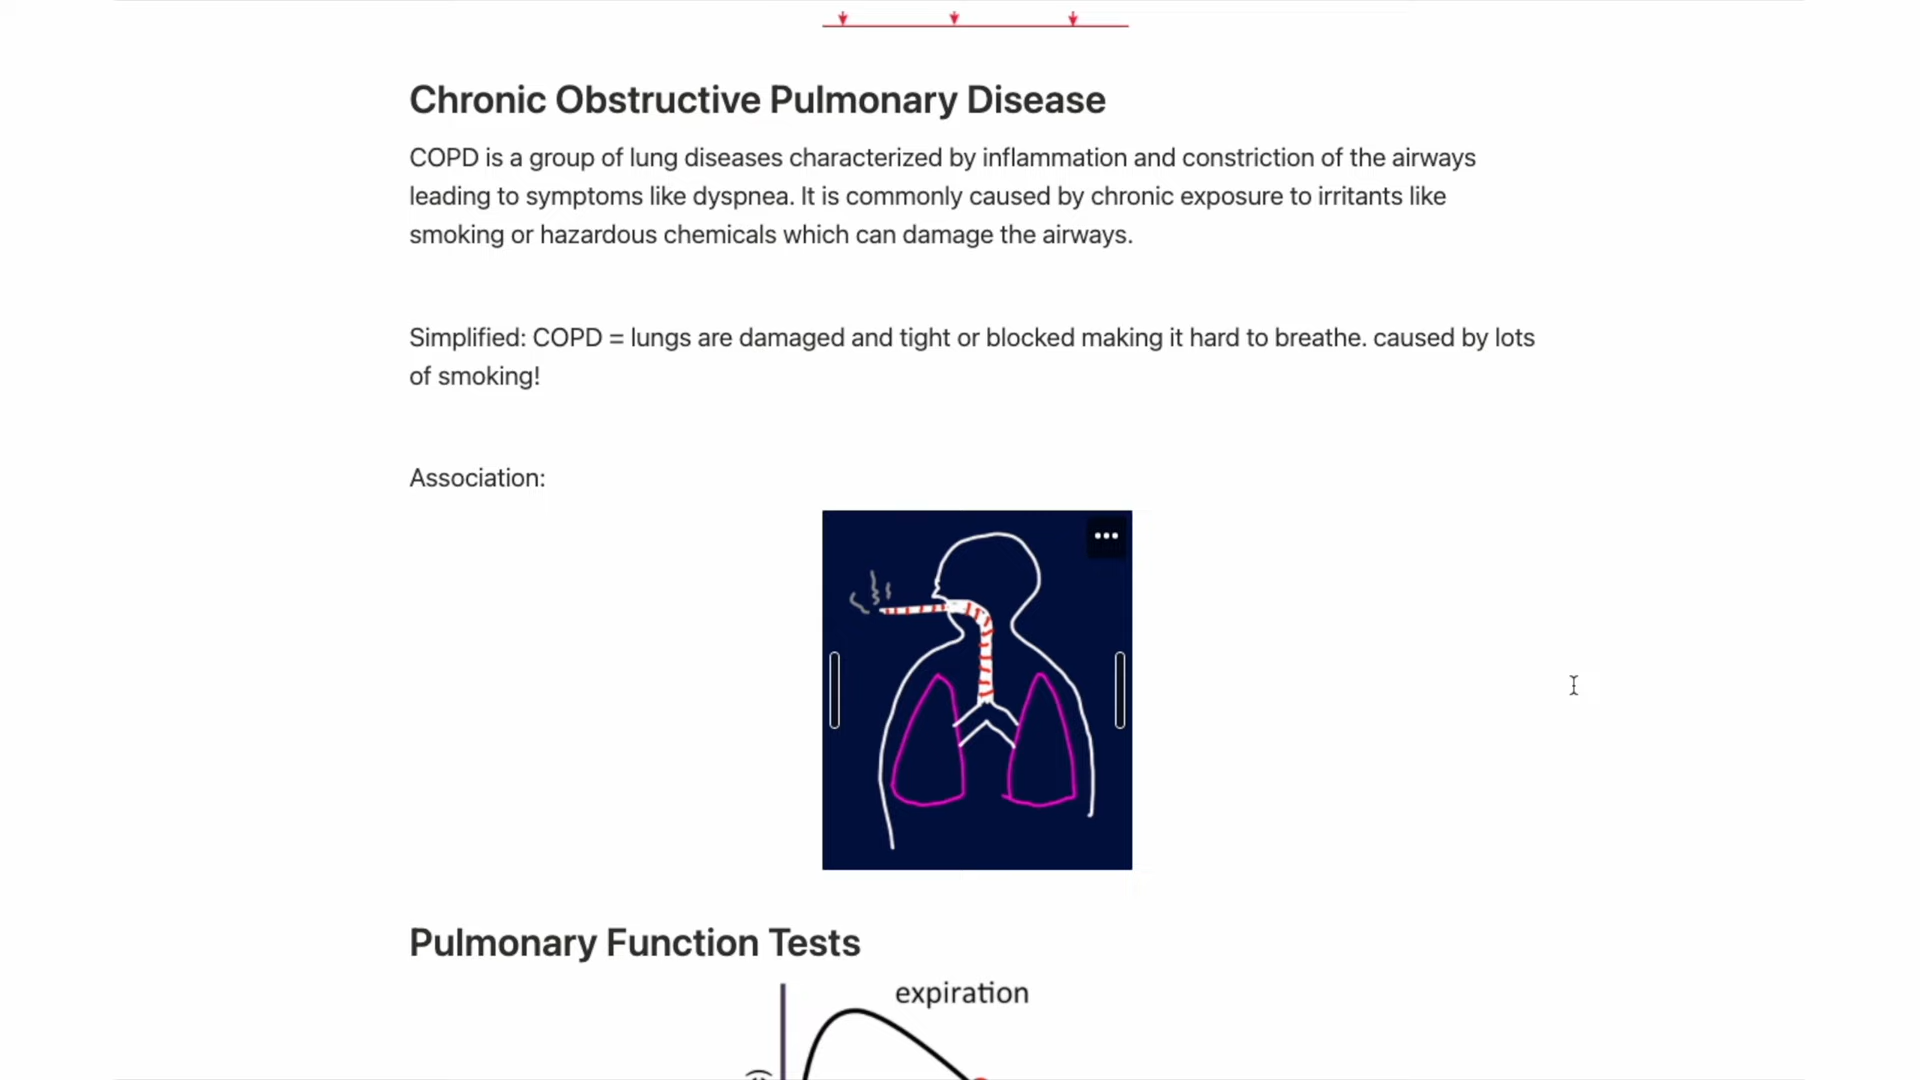 Chronic Obstructive Pulmonary Disease
COPD is a group of lung diseases characterized by inflammation and constriction of the airways
leading to symptoms like dyspnea. It is commonly caused by chronic exposure to irritants like
smoking or hazardous chemicals which can damage the airways.
Simplified: COPD = lungs are damaged and tight or blocked making it hard to breathe. caused by lots
of smoking!
Association:
Pulmonary Function Tests
expiration